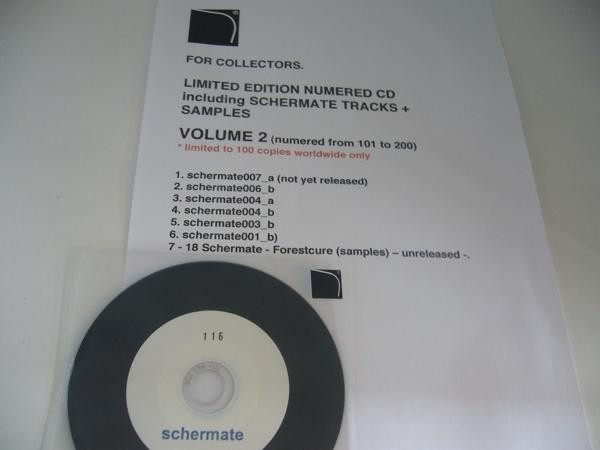 FOR COLLECTORS.
LIMITED EDITION NUMERED CD
including SCHERMATE TRACKS +
SAMPLES
VOLUME 2 (numered from 101 to 200)
* limited to 100 copies worldwide only
1. schermate007_a (not yet released)
2. schermate006_b
3. schermate004_a
4. schermate004_b
5. schermate003_b
6. schermate001_b)
7 - 18 Schermate - Forestcure (samples) – unreleased -.
116
schermate